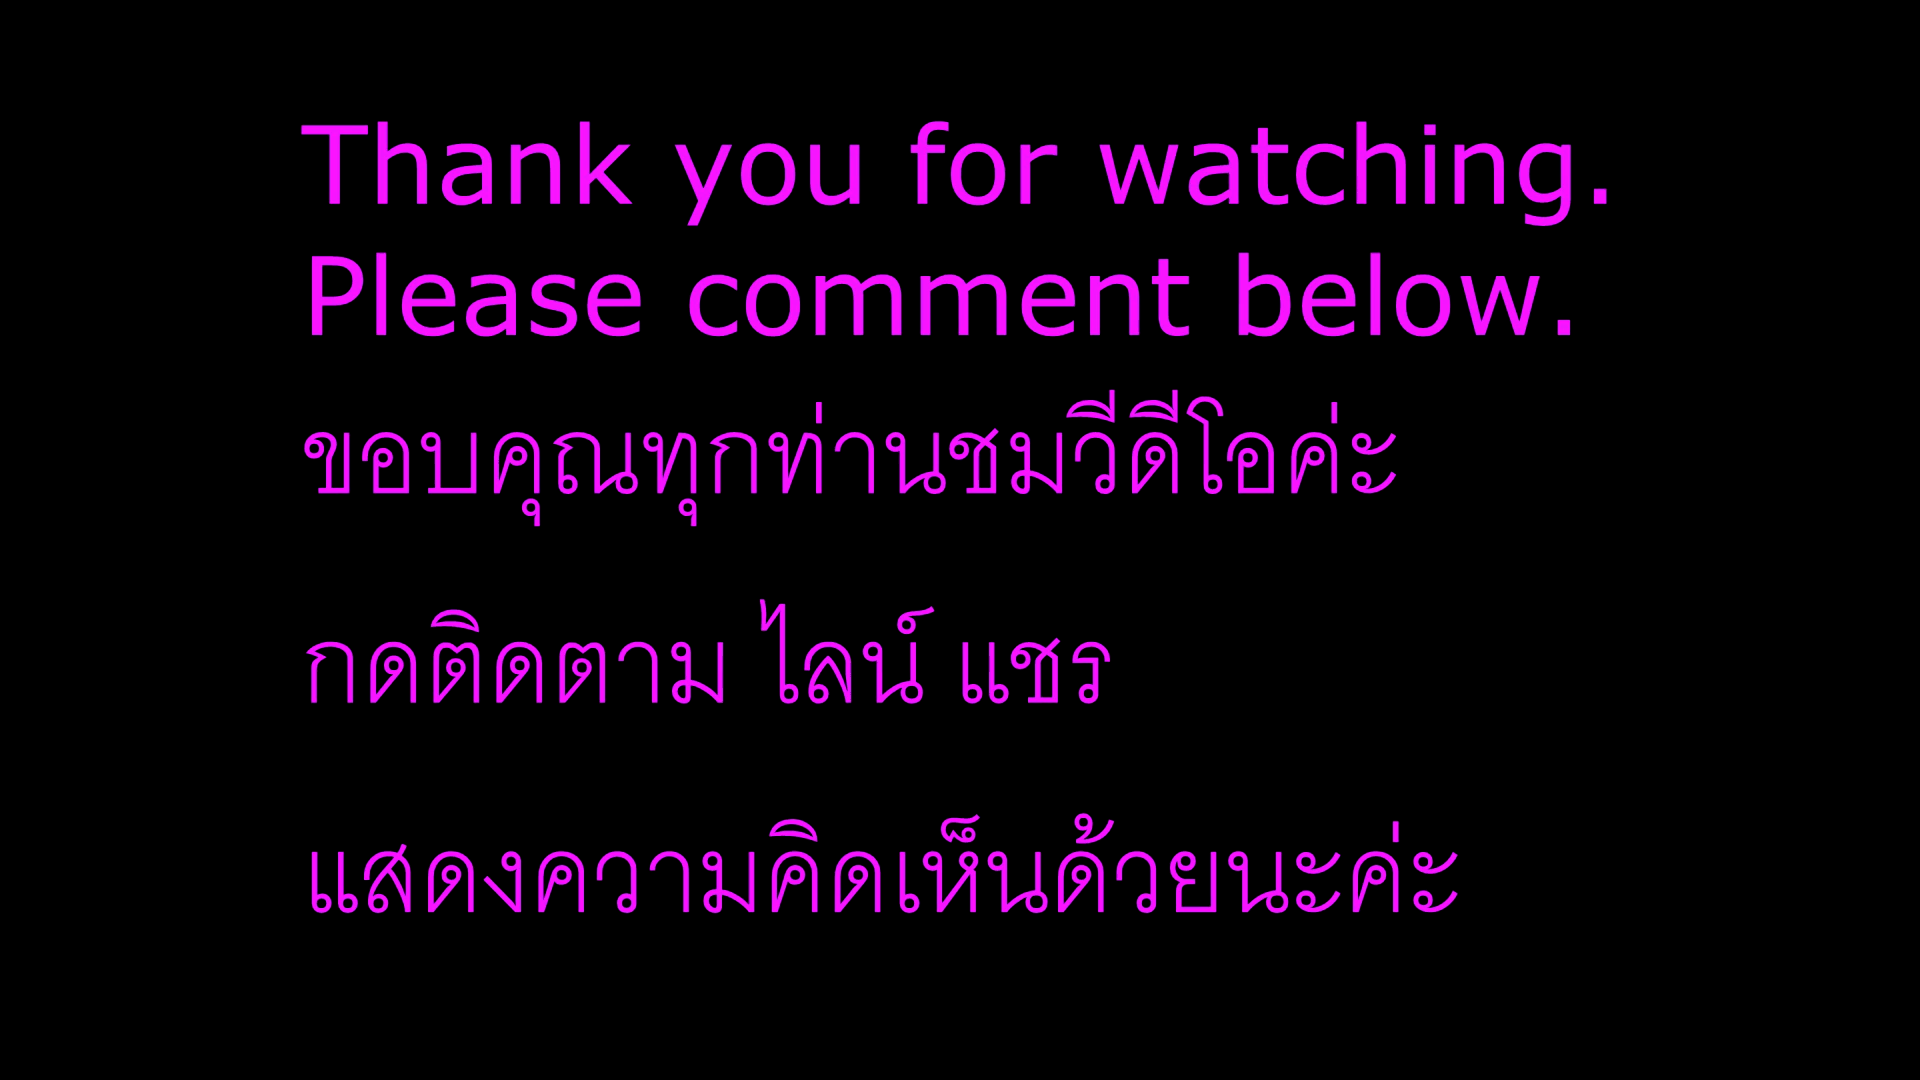 Thank you for watching.
Please comment below.
ขอบคุณทุกท่านชมวีดีโอค่ะ
กดติดตาม ไลน์ แชร
แสดงความคิดเห็นด้วยนะค่ะ